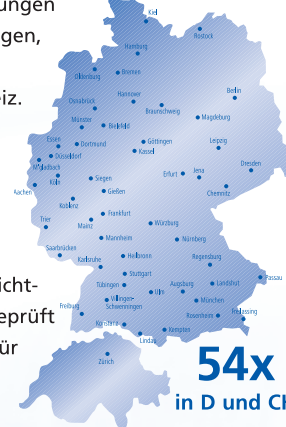 ungen
gen,
iz.
icht-
eprüft
ür
Kiel
Rostock
Hamburg
Oldenburg
Bremen
Berlin
Osnabrück
Hannover
Braunschweig
Magdeburg
Münster
Bielefeld
Essen
Dortmund
Göttingen
Leipzig
Düsseldorf
Kassel
M'gladbach
Dresden
Köln
Siegen
Erfurt
Jena
Aachen
Gießen
Chemnitz
Koblenz
Frankfurt
Trier
Mainz
Würzburg
Mannheim
Nürnberg
Saarbrücken
Heilbronn
Karlsruhe
Regensburg
Stuttgart
Passau
Tübingen
Ulm
Augsburg
Landshut
Villingen-
Schwenningen
München
Freiburg
Rosenheim
Freilassing
Konstanz
Kempten
Lindau
Zürich
54x
in D und CH